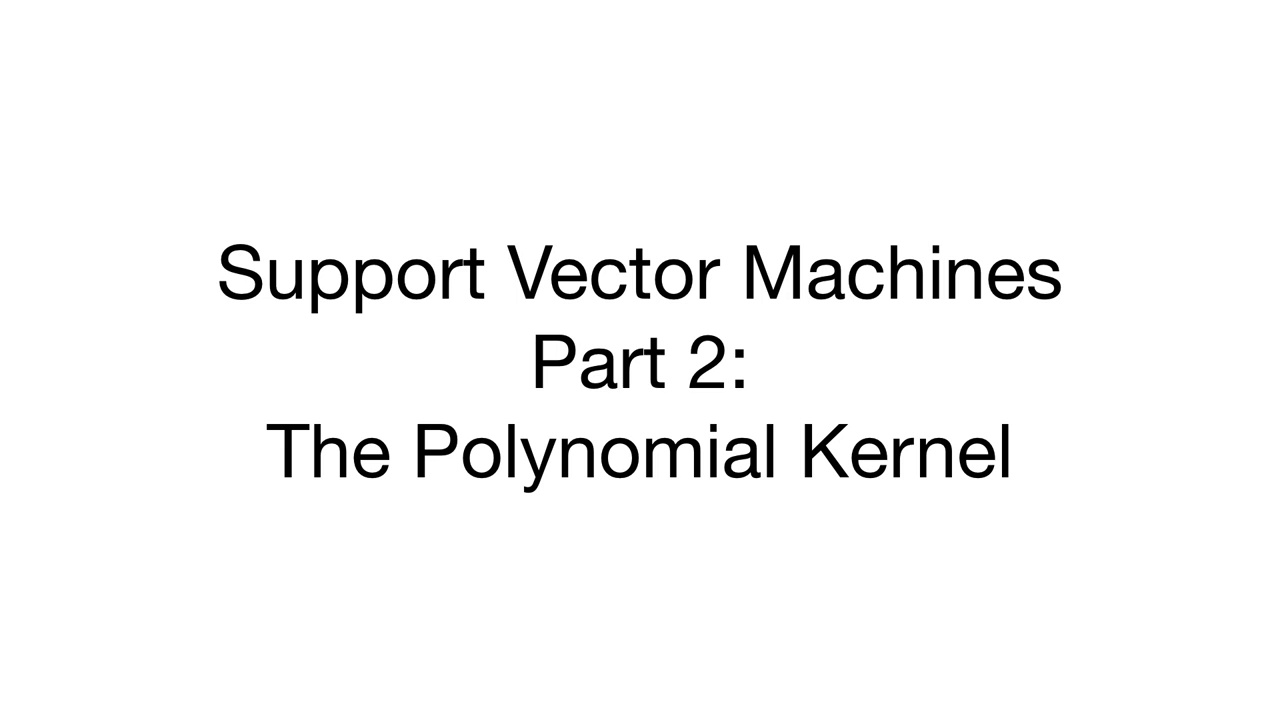 Support Vector Machines
Part 2:
The Polynomial Kernel